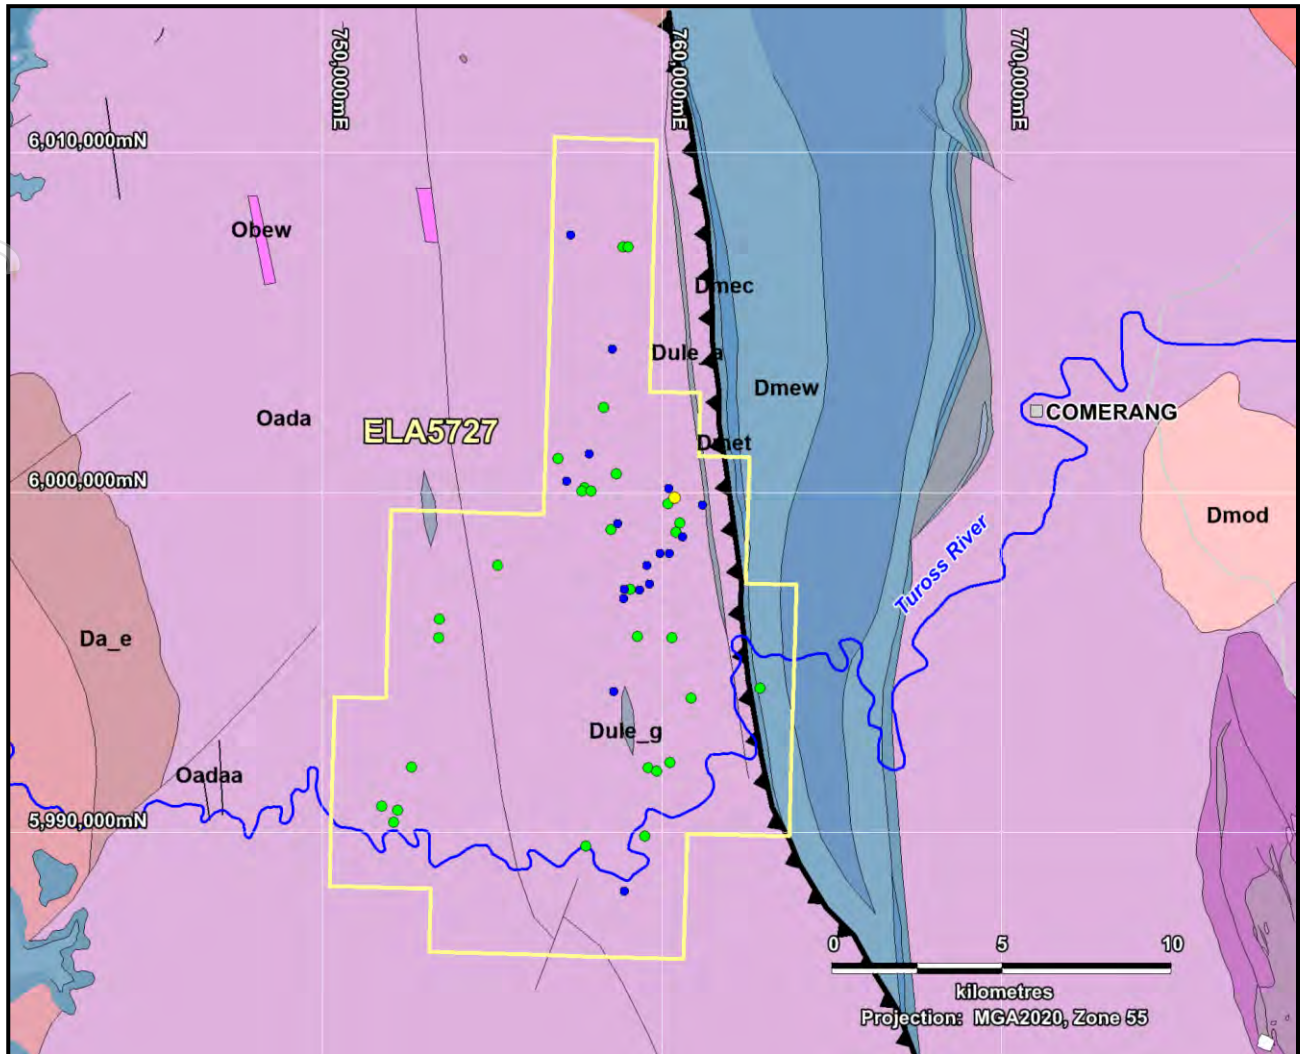 750,000mE
760,000mE
770,000mE
6,010,000mN
Obew
Dmec
Dule_a
Dmew
Oada
ELA5727
COMERANG
Dmet
6,000,000mN
Dmod
Tuross River
Da_e
Dule_g
Oadaa
5,990,000mN
0 5 10
kilometres
Projection: MGA2020, Zone 55